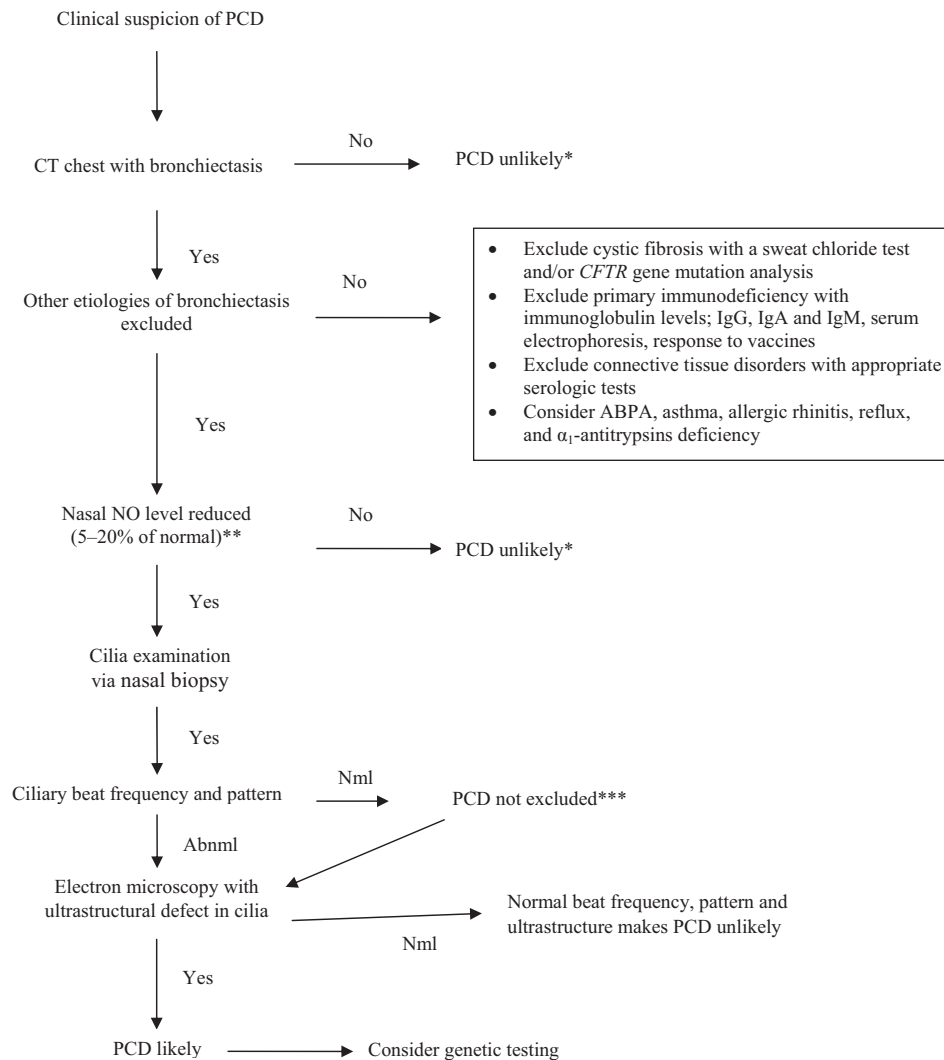 Clinical suspicion of PCD
No
CT chest with bronchiectasis
PCD unlikely*
Yes
No
Other etiologies of bronchiectasis
excluded
• Exclude cystic fibrosis with a sweat chloride test
and/or CFTR gene mutation analysis
• Exclude primary immunodeficiency with
immunoglobulin levels; IgG, IgA and IgM, serum
electrophoresis, response to vaccines
• Exclude connective tissue disorders with appropriate
serologic tests
• Consider ABPA, asthma, allergic rhinitis, reflux,
and α₁-antitrypsins deficiency
Yes
Nasal NO level reduced
(5–20% of normal)**
No
PCD unlikely*
Yes
Cilia examination
via nasal biopsy
Yes
Ciliary beat frequency and pattern
Nml
PCD not excluded***
Abnml
Electron microscopy with
ultrastructural defect in cilia
Nml
Normal beat frequency, pattern and
ultrastructure makes PCD unlikely
Yes
PCD likely
Consider genetic testing